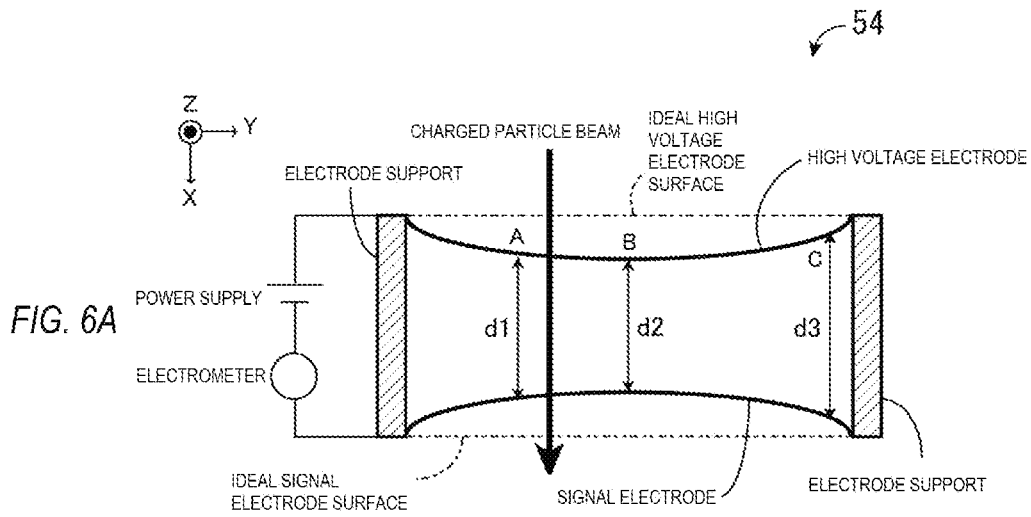 54
Z
Y
X
CHARGED PARTICLE BEAM
IDEAL HIGH
VOLTAGE
ELECTRODE
SURFACE
HIGH VOLTAGE ELECTRODE
ELECTRODE SUPPORT
A
B
C
POWER SUPPLY
FIG. 6A
d1
d2
d3
ELECTROMETER
IDEAL SIGNAL
ELECTRODE SURFACE
SIGNAL ELECTRODE
ELECTRODE SUPPORT